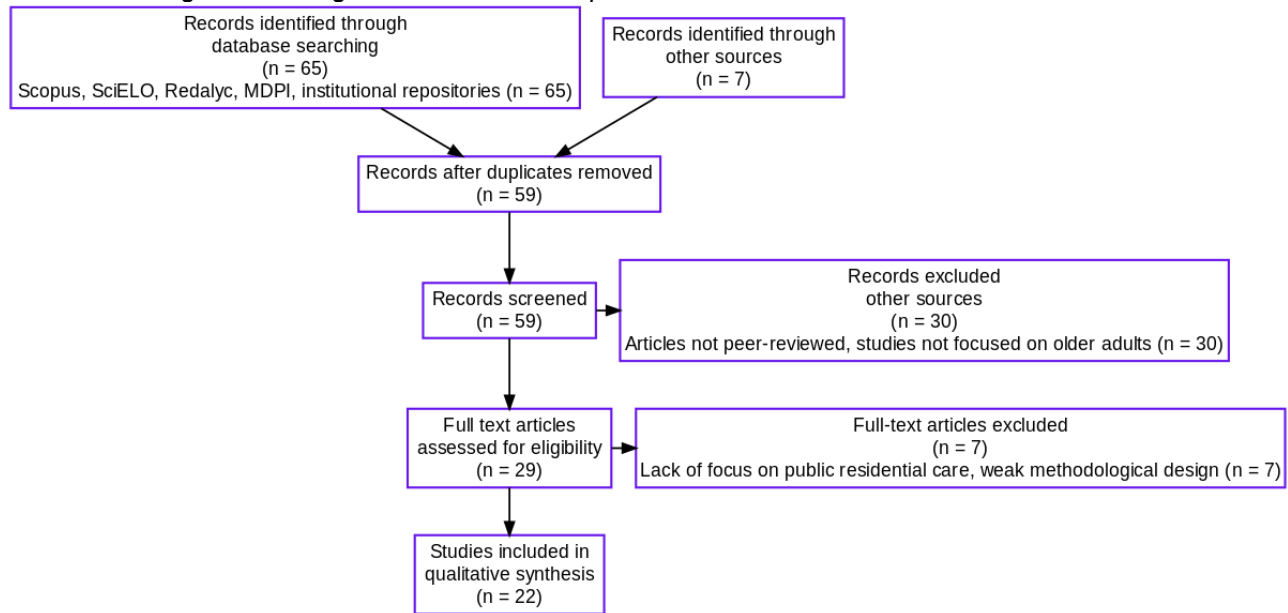 Records identified through
database searching
(n = 65)
Scopus, SciELO, Redalyc, MDPI, institutional repositories (n = 65)
Records identified through
other sources
(n = 7)
Records after duplicates removed
(n = 59)
Records screened
(n = 59)
Records excluded
other sources
(n = 30)
Articles not peer-reviewed, studies not focused on older adults (n = 30)
Full text articles
assessed for eligibility
(n = 29)
Full-text articles excluded
(n = 7)
Lack of focus on public residential care, weak methodological design (n = 7)
Studies included in
qualitative synthesis
(n = 22)